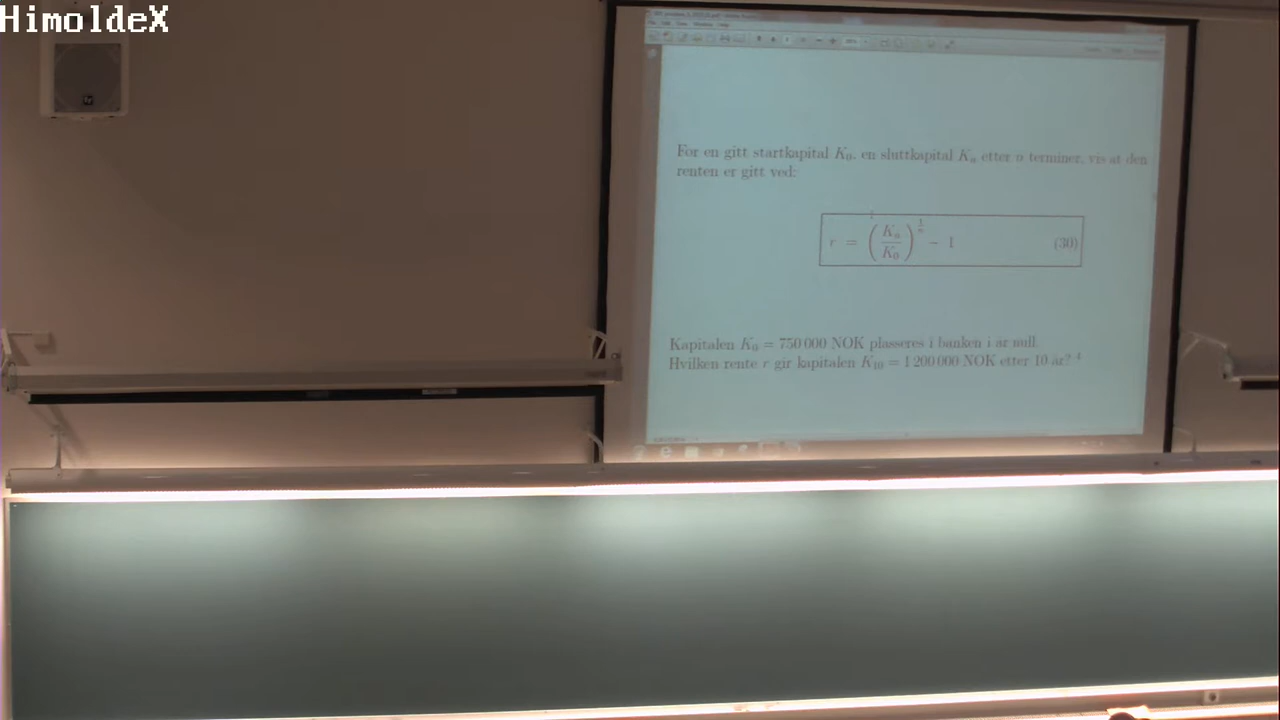 HimoldeX
For en gitt startkapital K₀, en sluttkapital Kₙ etter n terminer, vis at den
renten er gitt ved:
r = (Kₙ/K₀)^(1/n) − 1 (30)
Kapitalen K₀ = 750 000 NOK plasseres i banken i år null.
Hvilken rente r gir kapitalen K₁₀ = 1 200 000 NOK etter 10 år? ⁴